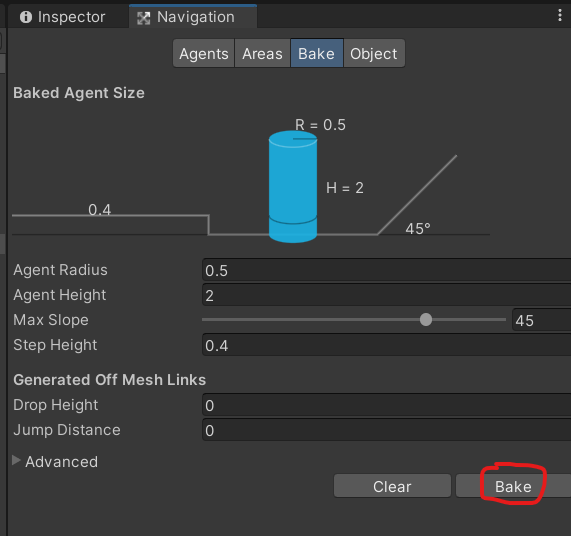 Inspector Navigation
Agents Areas Bake Object
Baked Agent Size
R = 0.5
H = 2
0.4
45°
Agent Radius 0.5
Agent Height 2
Max Slope 45
Step Height 0.4
Generated Off Mesh Links
Drop Height 0
Jump Distance 0
Advanced
Clear Bake